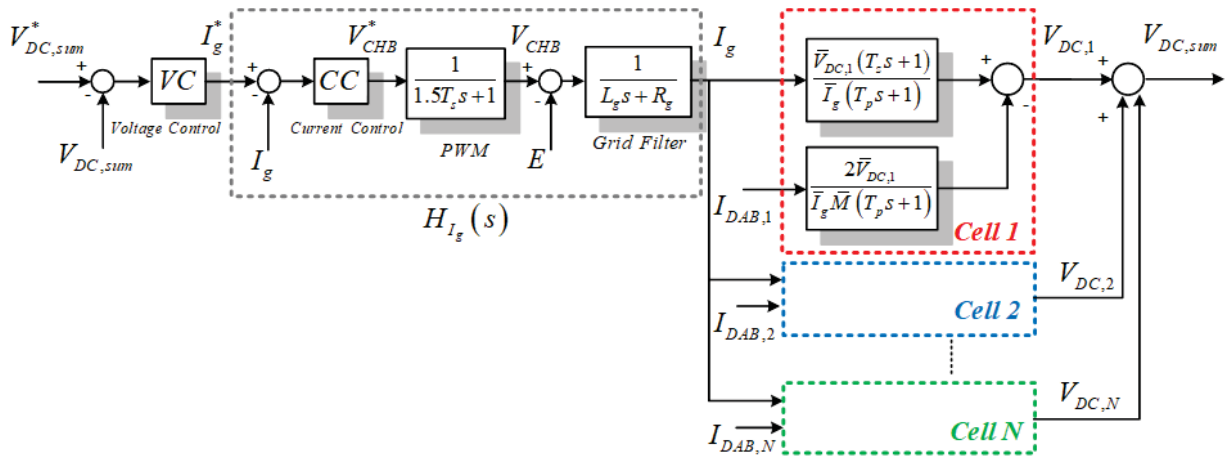 V*DC,sum
+
-
VC
Voltage Control
VDC,sum
I*g
+
-
Ig
CC
Current Control
V*CHB
1
1.5Tss+1
PWM
VCHB
+
-
E
1
Lgs+Rg
Grid Filter
HIg(s)
Ig
V̄DC,1(Tzs+1)
Īg(Tps+1)
+
-
IDAB,1
2V̄DC,1
ĪgM̄(Tps+1)
Cell 1
VDC,1
+
+
+
VDC,sum
IDAB,2
Cell 2
VDC,2
IDAB,N
Cell N
VDC,N